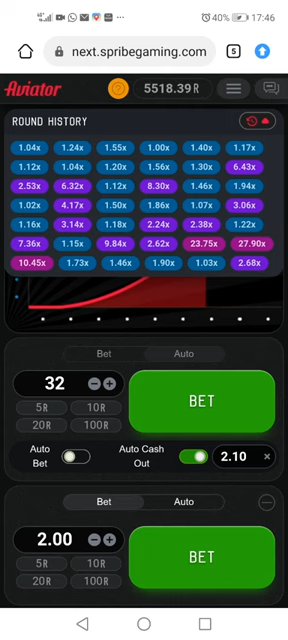 40% 17:46
next.spribegaming.com 5
Aviator ? 5518.39 R
ROUND HISTORY
1.04x 1.24x 1.55x 1.00x 1.40x 1.17x
1.12x 1.04x 1.20x 1.56x 1.30x 6.43x
2.53x 6.32x 1.12x 8.30x 1.46x 1.94x
1.02x 4.17x 1.50x 1.86x 1.07x 3.06x
1.16x 3.14x 1.18x 2.24x 2.38x 1.22x
7.36x 1.15x 9.84x 2.62x 23.75x 27.90x
10.45x 1.73x 1.46x 1.90x 1.03x 2.68x
Bet Auto
32 BET
5R 10R
20R 100R
Auto Bet Auto Cash Out 2.10 ×
Bet Auto
2.00 BET
5R 10R
20R 100R